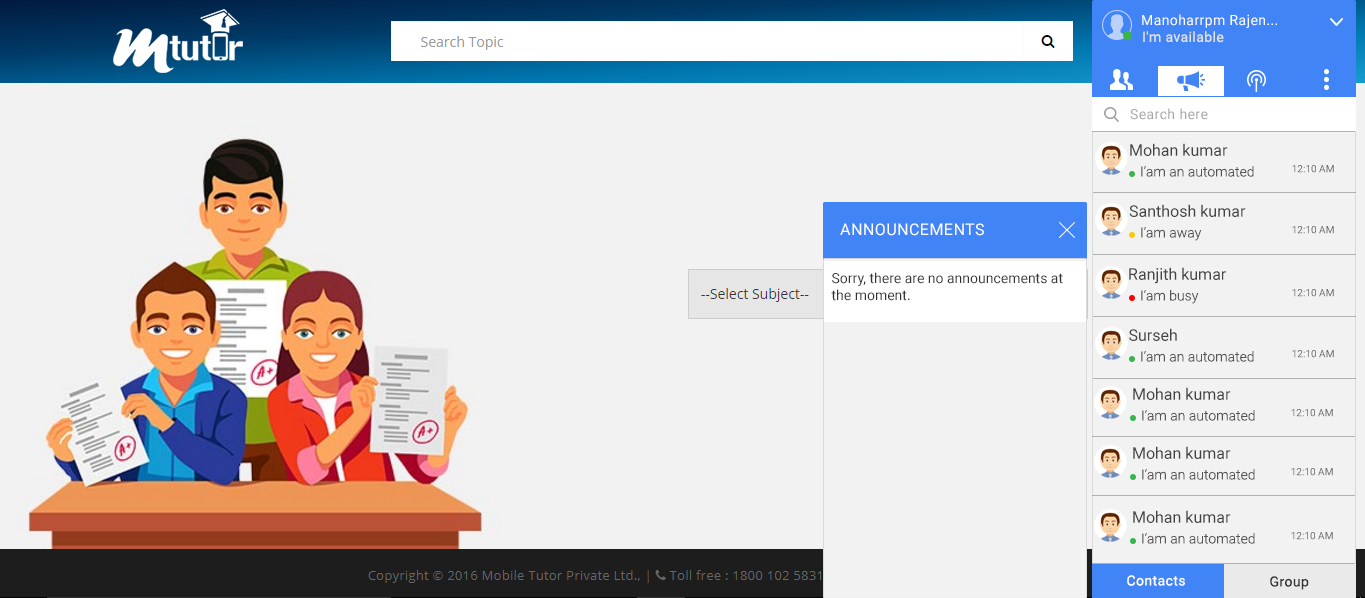 Mtutor
Search Topic
Manoharrpm Rajen...
I'm available
Search here
Mohan kumar
I'am an automated
12:10 AM
Santhosh kumar
I'am away
12:10 AM
Ranjith kumar
I'am busy
12:10 AM
Surseh
I'am an automated
12:10 AM
Mohan kumar
I'am an automated
12:10 AM
Mohan kumar
I'am an automated
12:10 AM
Mohan kumar
I'am an automated
12:10 AM
Contacts
Group
ANNOUNCEMENTS
Sorry, there are no announcements at
the moment.
--Select Subject--
A+
A+
A+
A+
Copyright © 2016 Mobile Tutor Private Ltd., | Toll free : 1800 102 5831